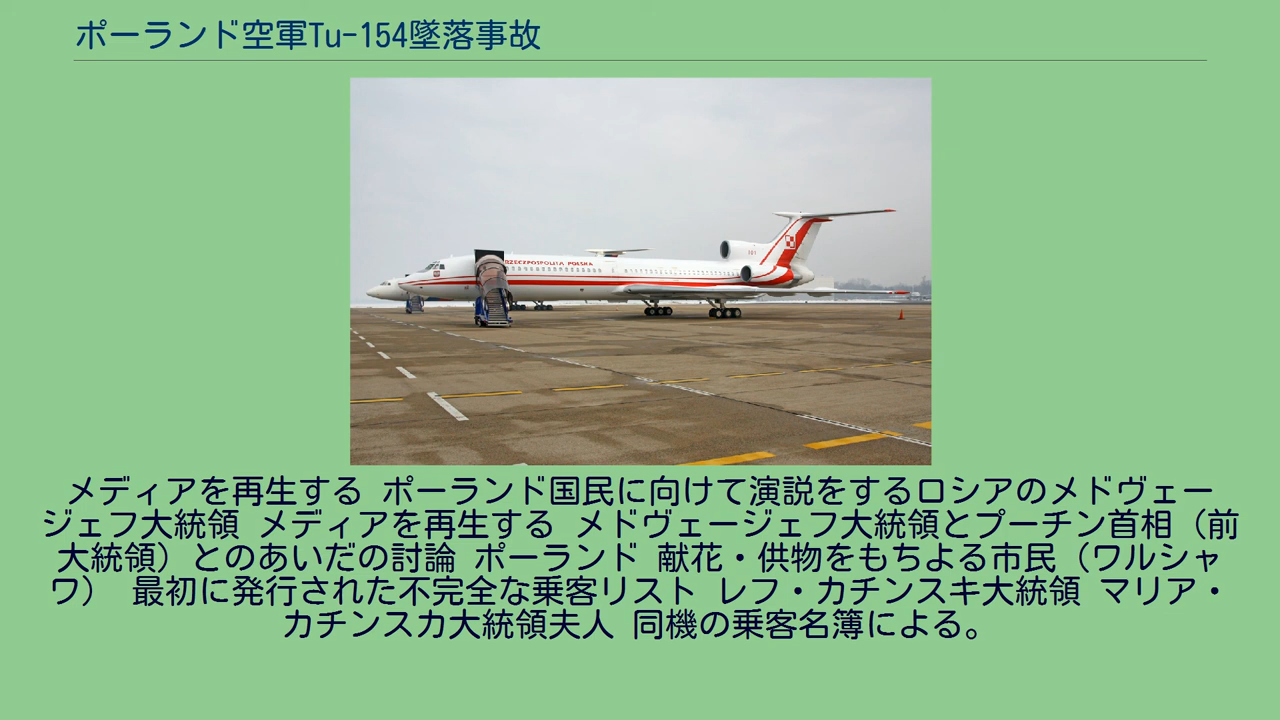 ポーランド空軍Tu-154墜落事故
RZECZPOSPOLITA POLSKA
101
メディアを再生する ポーランド国民に向けて演説をするロシアのメドヴェー
ジェフ大統領 メディアを再生する メドヴェージェフ大統領とプーチン首相（前
大統領）とのあいだの討論 ポーランド 献花・供物をもちよる市民（ワルシャ
ワ） 最初に発行された不完全な乗客リスト レフ・カチンスキ大統領 マリア・
カチンスカ大統領夫人 同機の乗客名簿による。